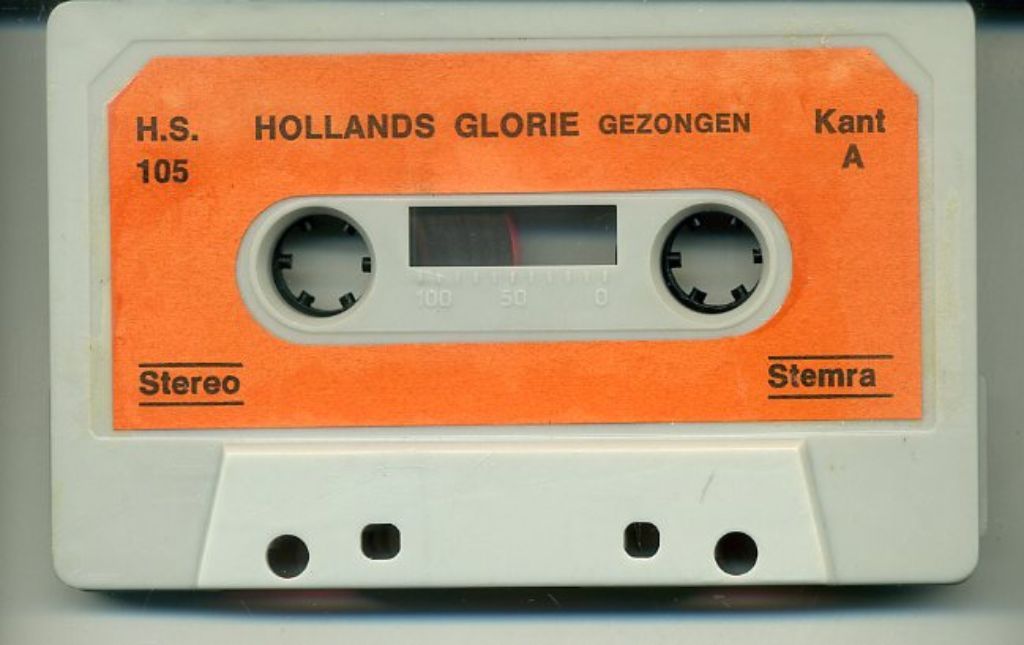 H.S. HOLLANDS GLORIE GEZONGEN Kant
105 A
100 50 0
Stereo Stemra